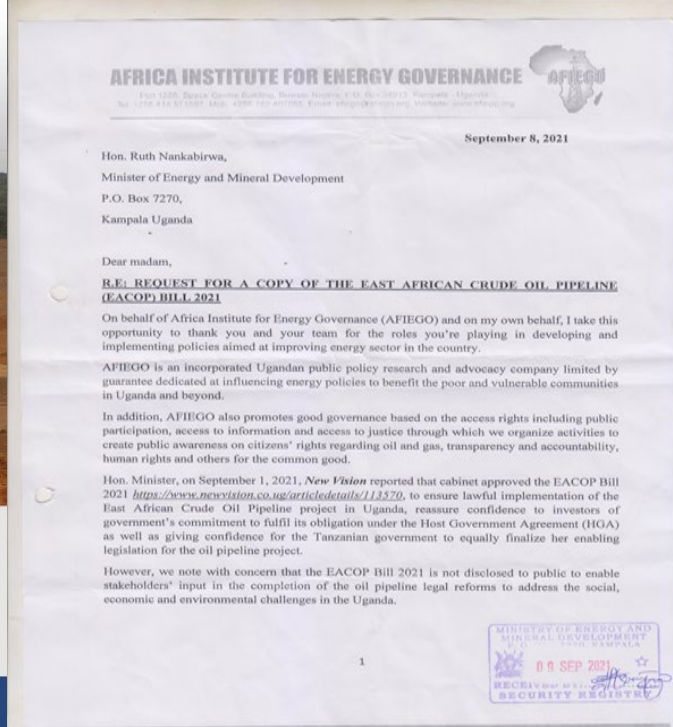 AFRICA INSTITUTE FOR ENERGY GOVERNANCE
AFIEGO
September 8, 2021
Hon. Ruth Nankabirwa,
Minister of Energy and Mineral Development
P.O. Box 7270,
Kampala Uganda
Dear madam,
R.E: REQUEST FOR A COPY OF THE EAST AFRICAN CRUDE OIL PIPELINE
(EACOP) BILL 2021
On behalf of Africa Institute for Energy Governance (AFIEGO) and on my own behalf, I take this
opportunity to thank you and your team for the roles you're playing in developing and
implementing policies aimed at improving energy sector in the country.
AFIEGO is an incorporated Ugandan public policy research and advocacy company limited by
guarantee dedicated at influencing energy policies to benefit the poor and vulnerable communities
in Uganda and beyond.
In addition, AFIEGO also promotes good governance based on the access rights including public
participation, access to information and access to justice through which we organize activities to
create public awareness on citizens' rights regarding oil and gas, transparency and accountability,
human rights and others for the common good.
Hon. Minister, on September 1, 2021, New Vision reported that cabinet approved the EACOP Bill
2021 https://www.newvision.co.ug/articledetails/113570, to ensure lawful implementation of the
East African Crude Oil Pipeline project in Uganda, reassure confidence to investors of
government's commitment to fulfil its obligation under the Host Government Agreement (HGA)
as well as giving confidence for the Tanzanian government to equally finalize her enabling
legislation for the oil pipeline project.
However, we note with concern that the EACOP Bill 2021 is not disclosed to public to enable
stakeholders' input in the completion of the oil pipeline legal reforms to address the social,
economic and environmental challenges in the Uganda.
1
MINISTRY OF ENERGY AND
MINERAL DEVELOPMENT
KAMPALA
SEP 2021
SECURITY REGISTRY